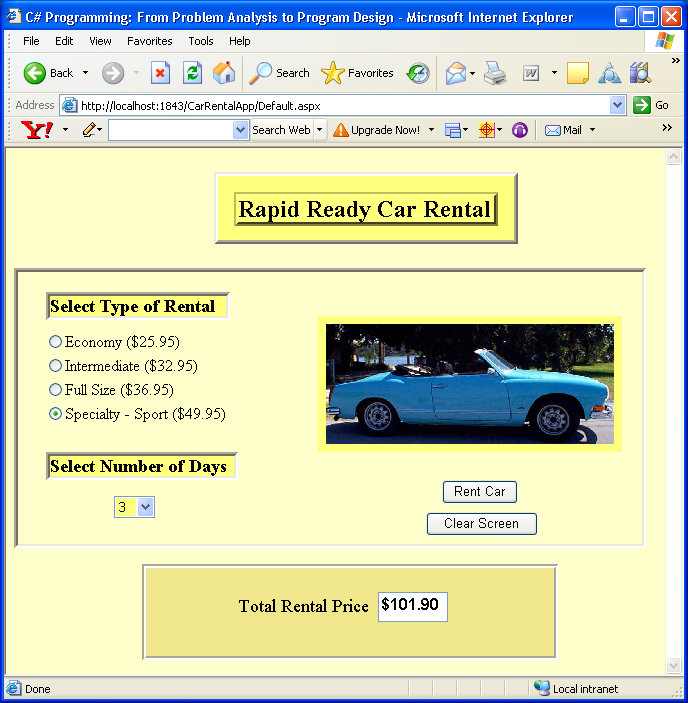 C# Programming: From Problem Analysis to Program Design - Microsoft Internet Explorer
File Edit View Favorites Tools Help
Back Search Favorites W
Address http://localhost:1843/CarRentalApp/Default.aspx Go
Y! Search Web Upgrade Now! Mail
Rapid Ready Car Rental
Select Type of Rental
Economy ($25.95)
Intermediate ($32.95)
Full Size ($36.95)
Specialty - Sport ($49.95)
Select Number of Days
3
Rent Car
Clear Screen
Total Rental Price $101.90
Done Local intranet